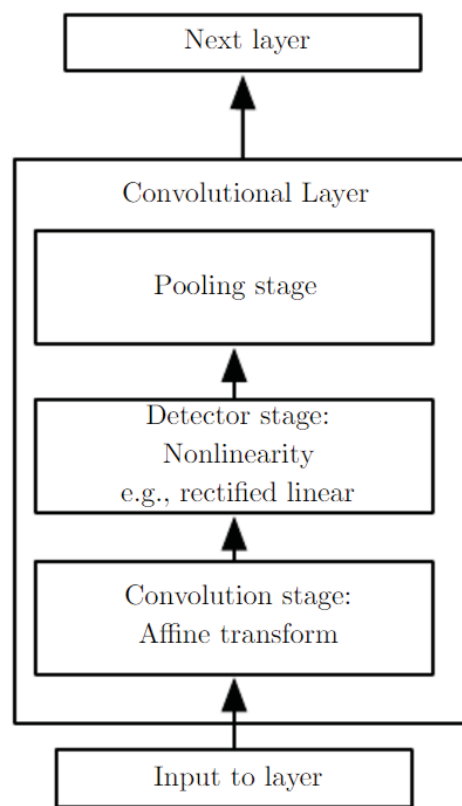 Next layer
Convolutional Layer
Pooling stage
Detector stage:
Nonlinearity
e.g., rectified linear
Convolution stage:
Affine transform
Input to layer